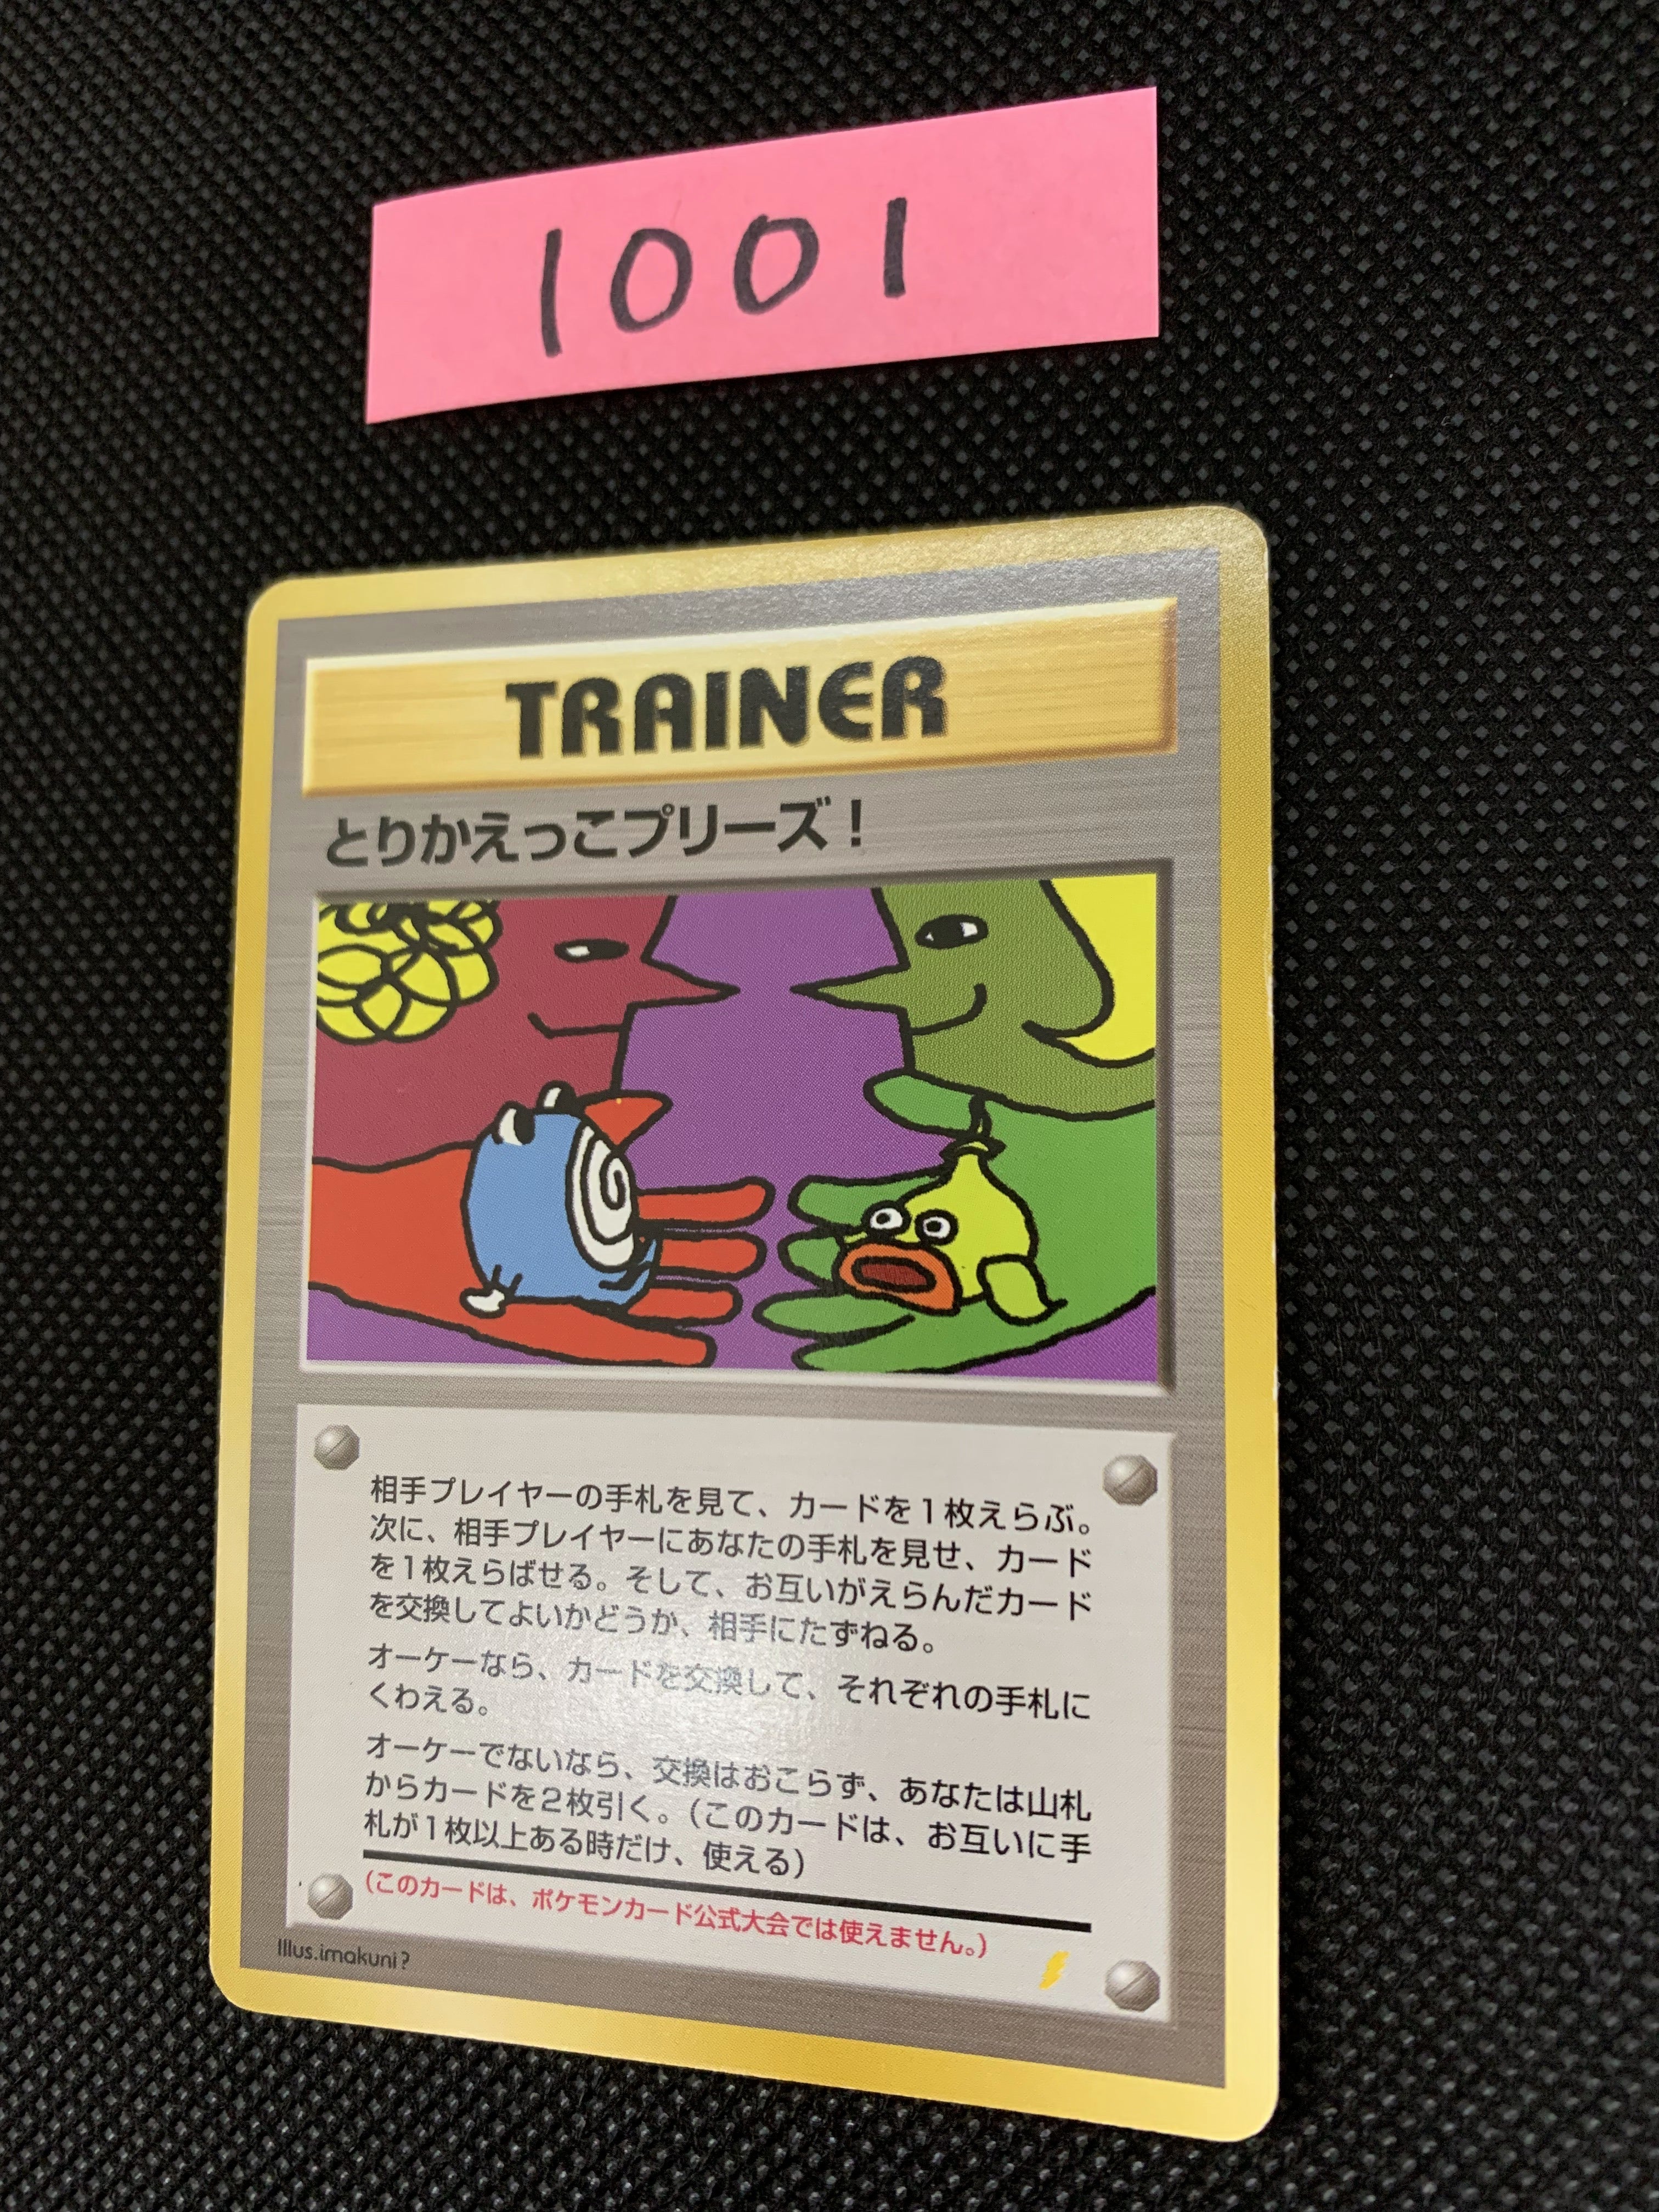 1001
TRAINER
とりかえっこプリーズ！
相手プレイヤーの手札を見て、カードを1枚えらぶ。
次に、相手プレイヤーにあなたの手札を見せ、カード
を1枚えらばせる。そして、お互いがえらんだカード
を交換してよいかどうか、相手にたずねる。
オーケーなら、カードを交換して、それぞれの手札に
くわえる。
オーケーでないなら、交換はおこらず、あなたは山札
からカードを2枚引く。（このカードは、お互いに手
札が1枚以上ある時だけ、使える）
（このカードは、ポケモンカード公式大会では使えません。）
Illus.imakuni?